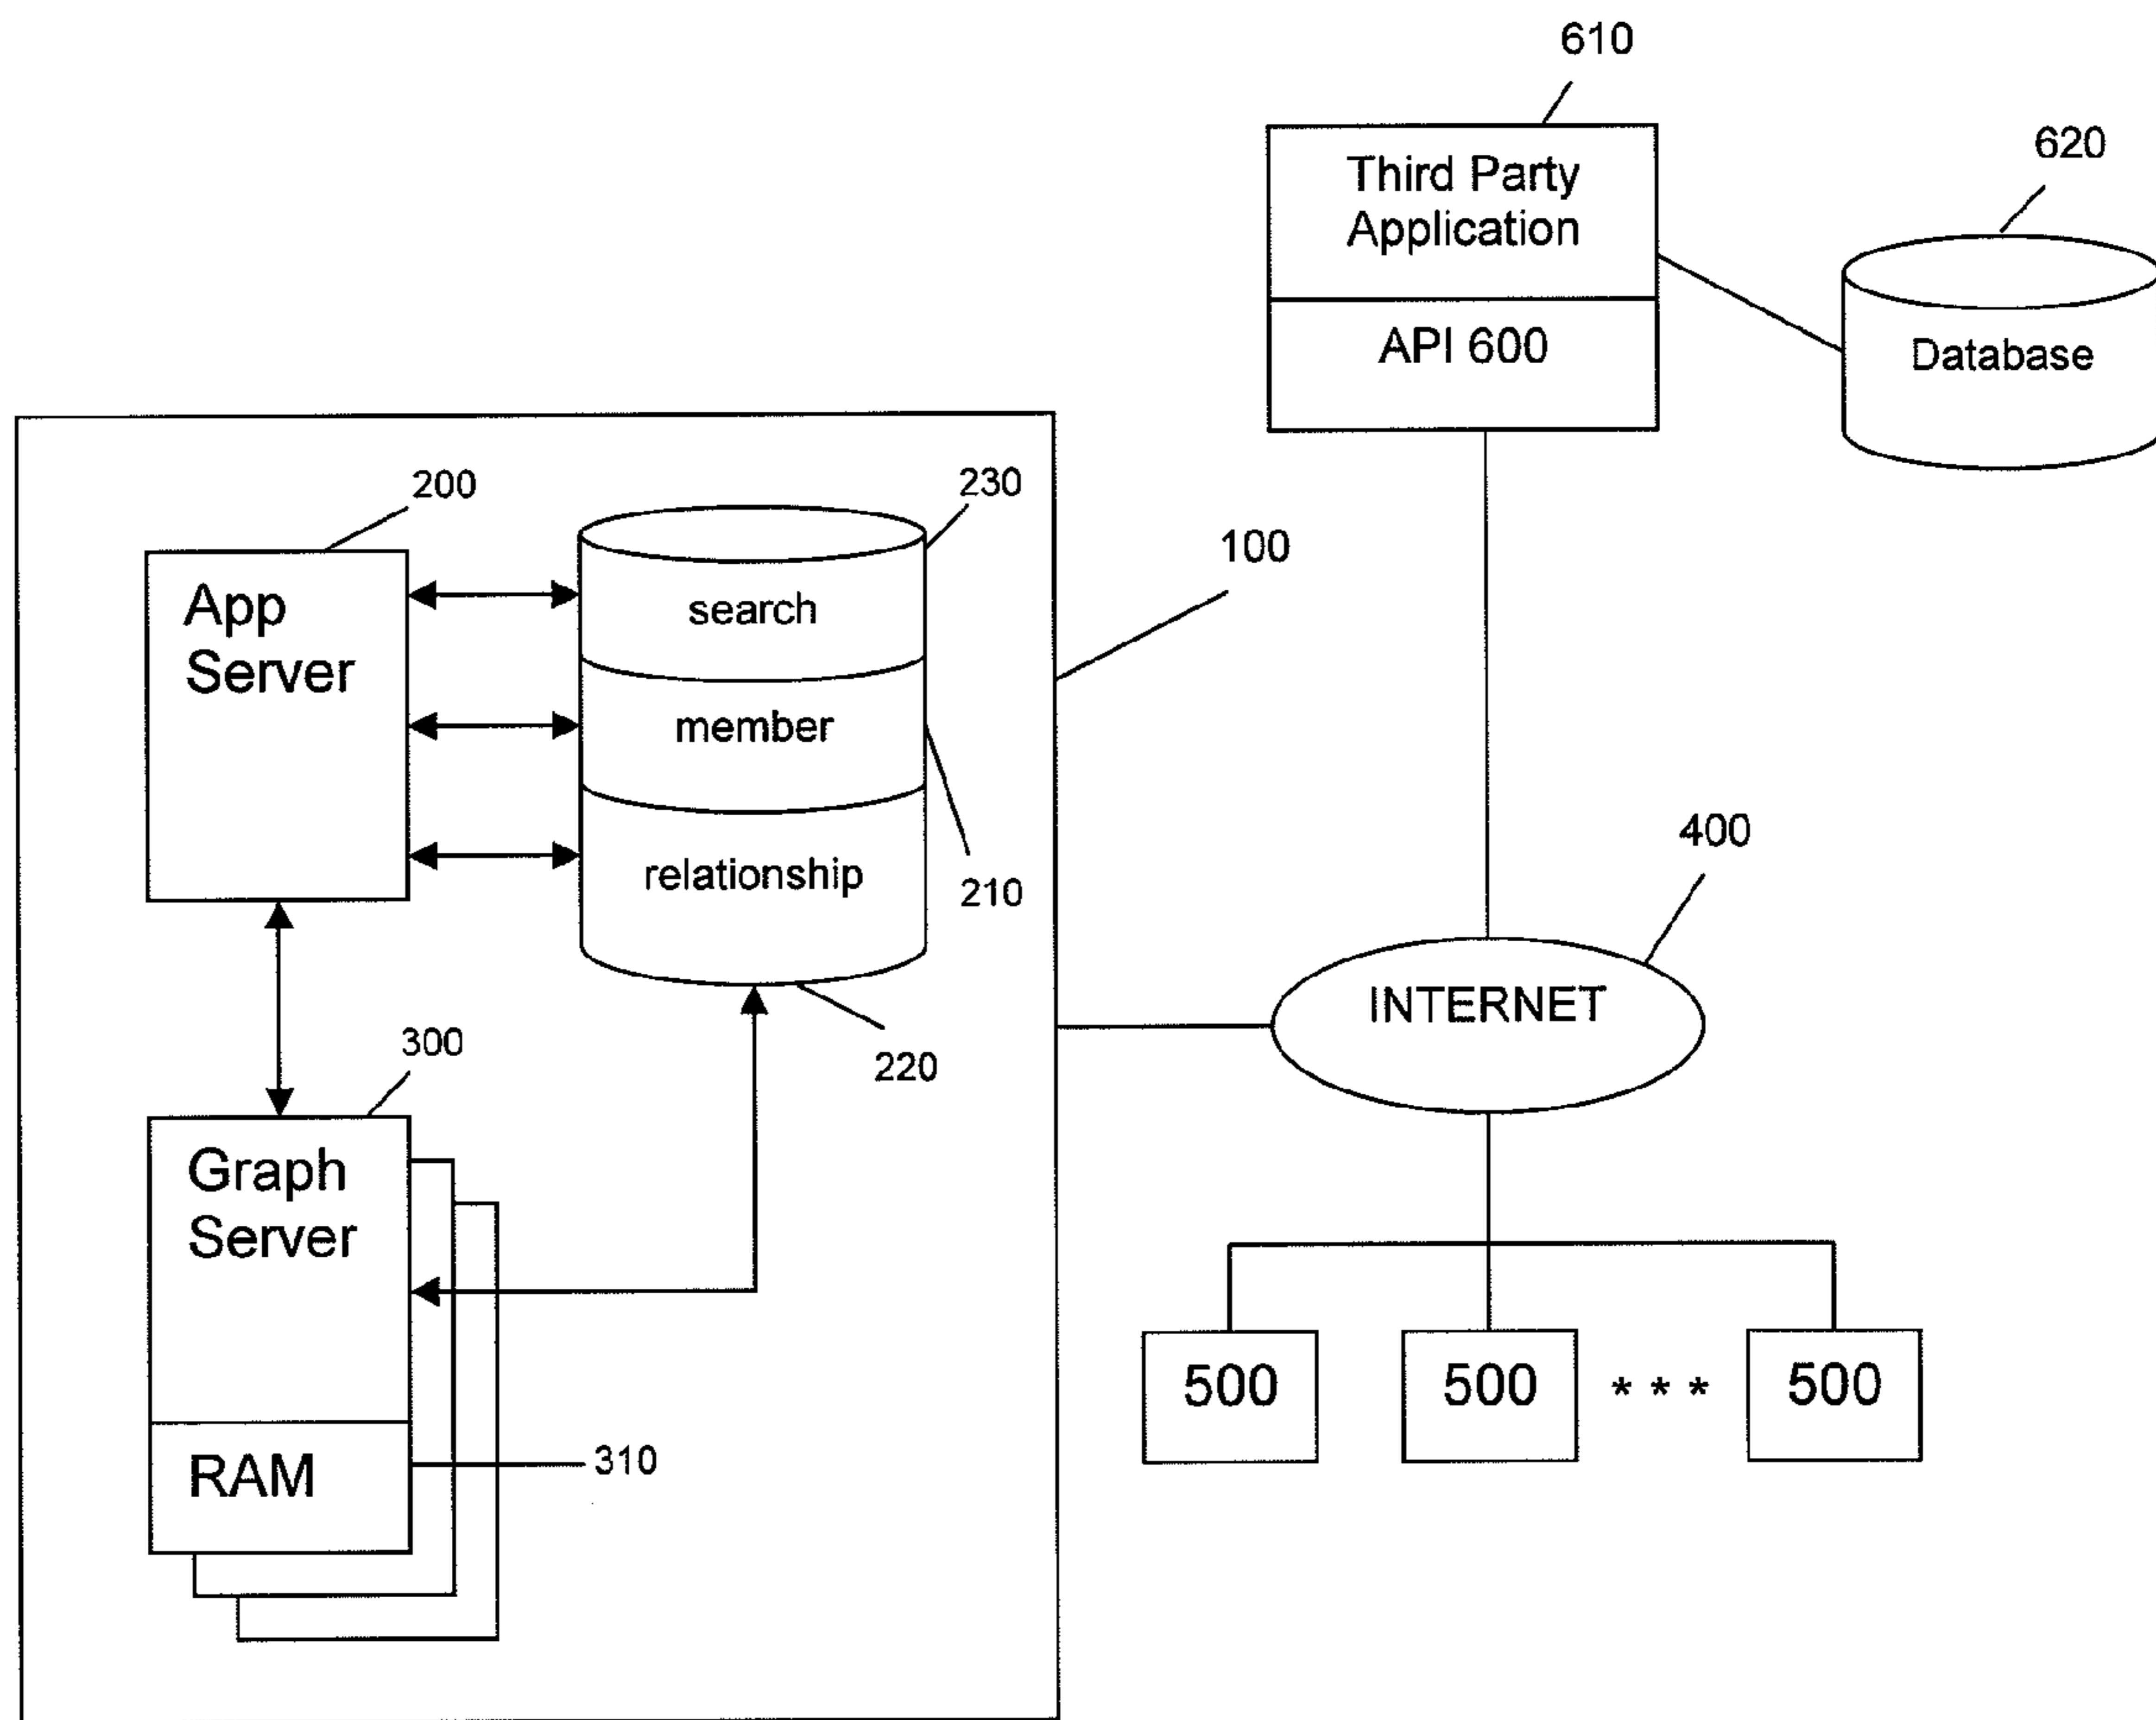 610
Third Party
Application
620
API 600
Database
200
230
100
App
Server
search
member
400
relationship
210
INTERNET
300
220
Graph
Server
500
500
* * *
500
RAM
310